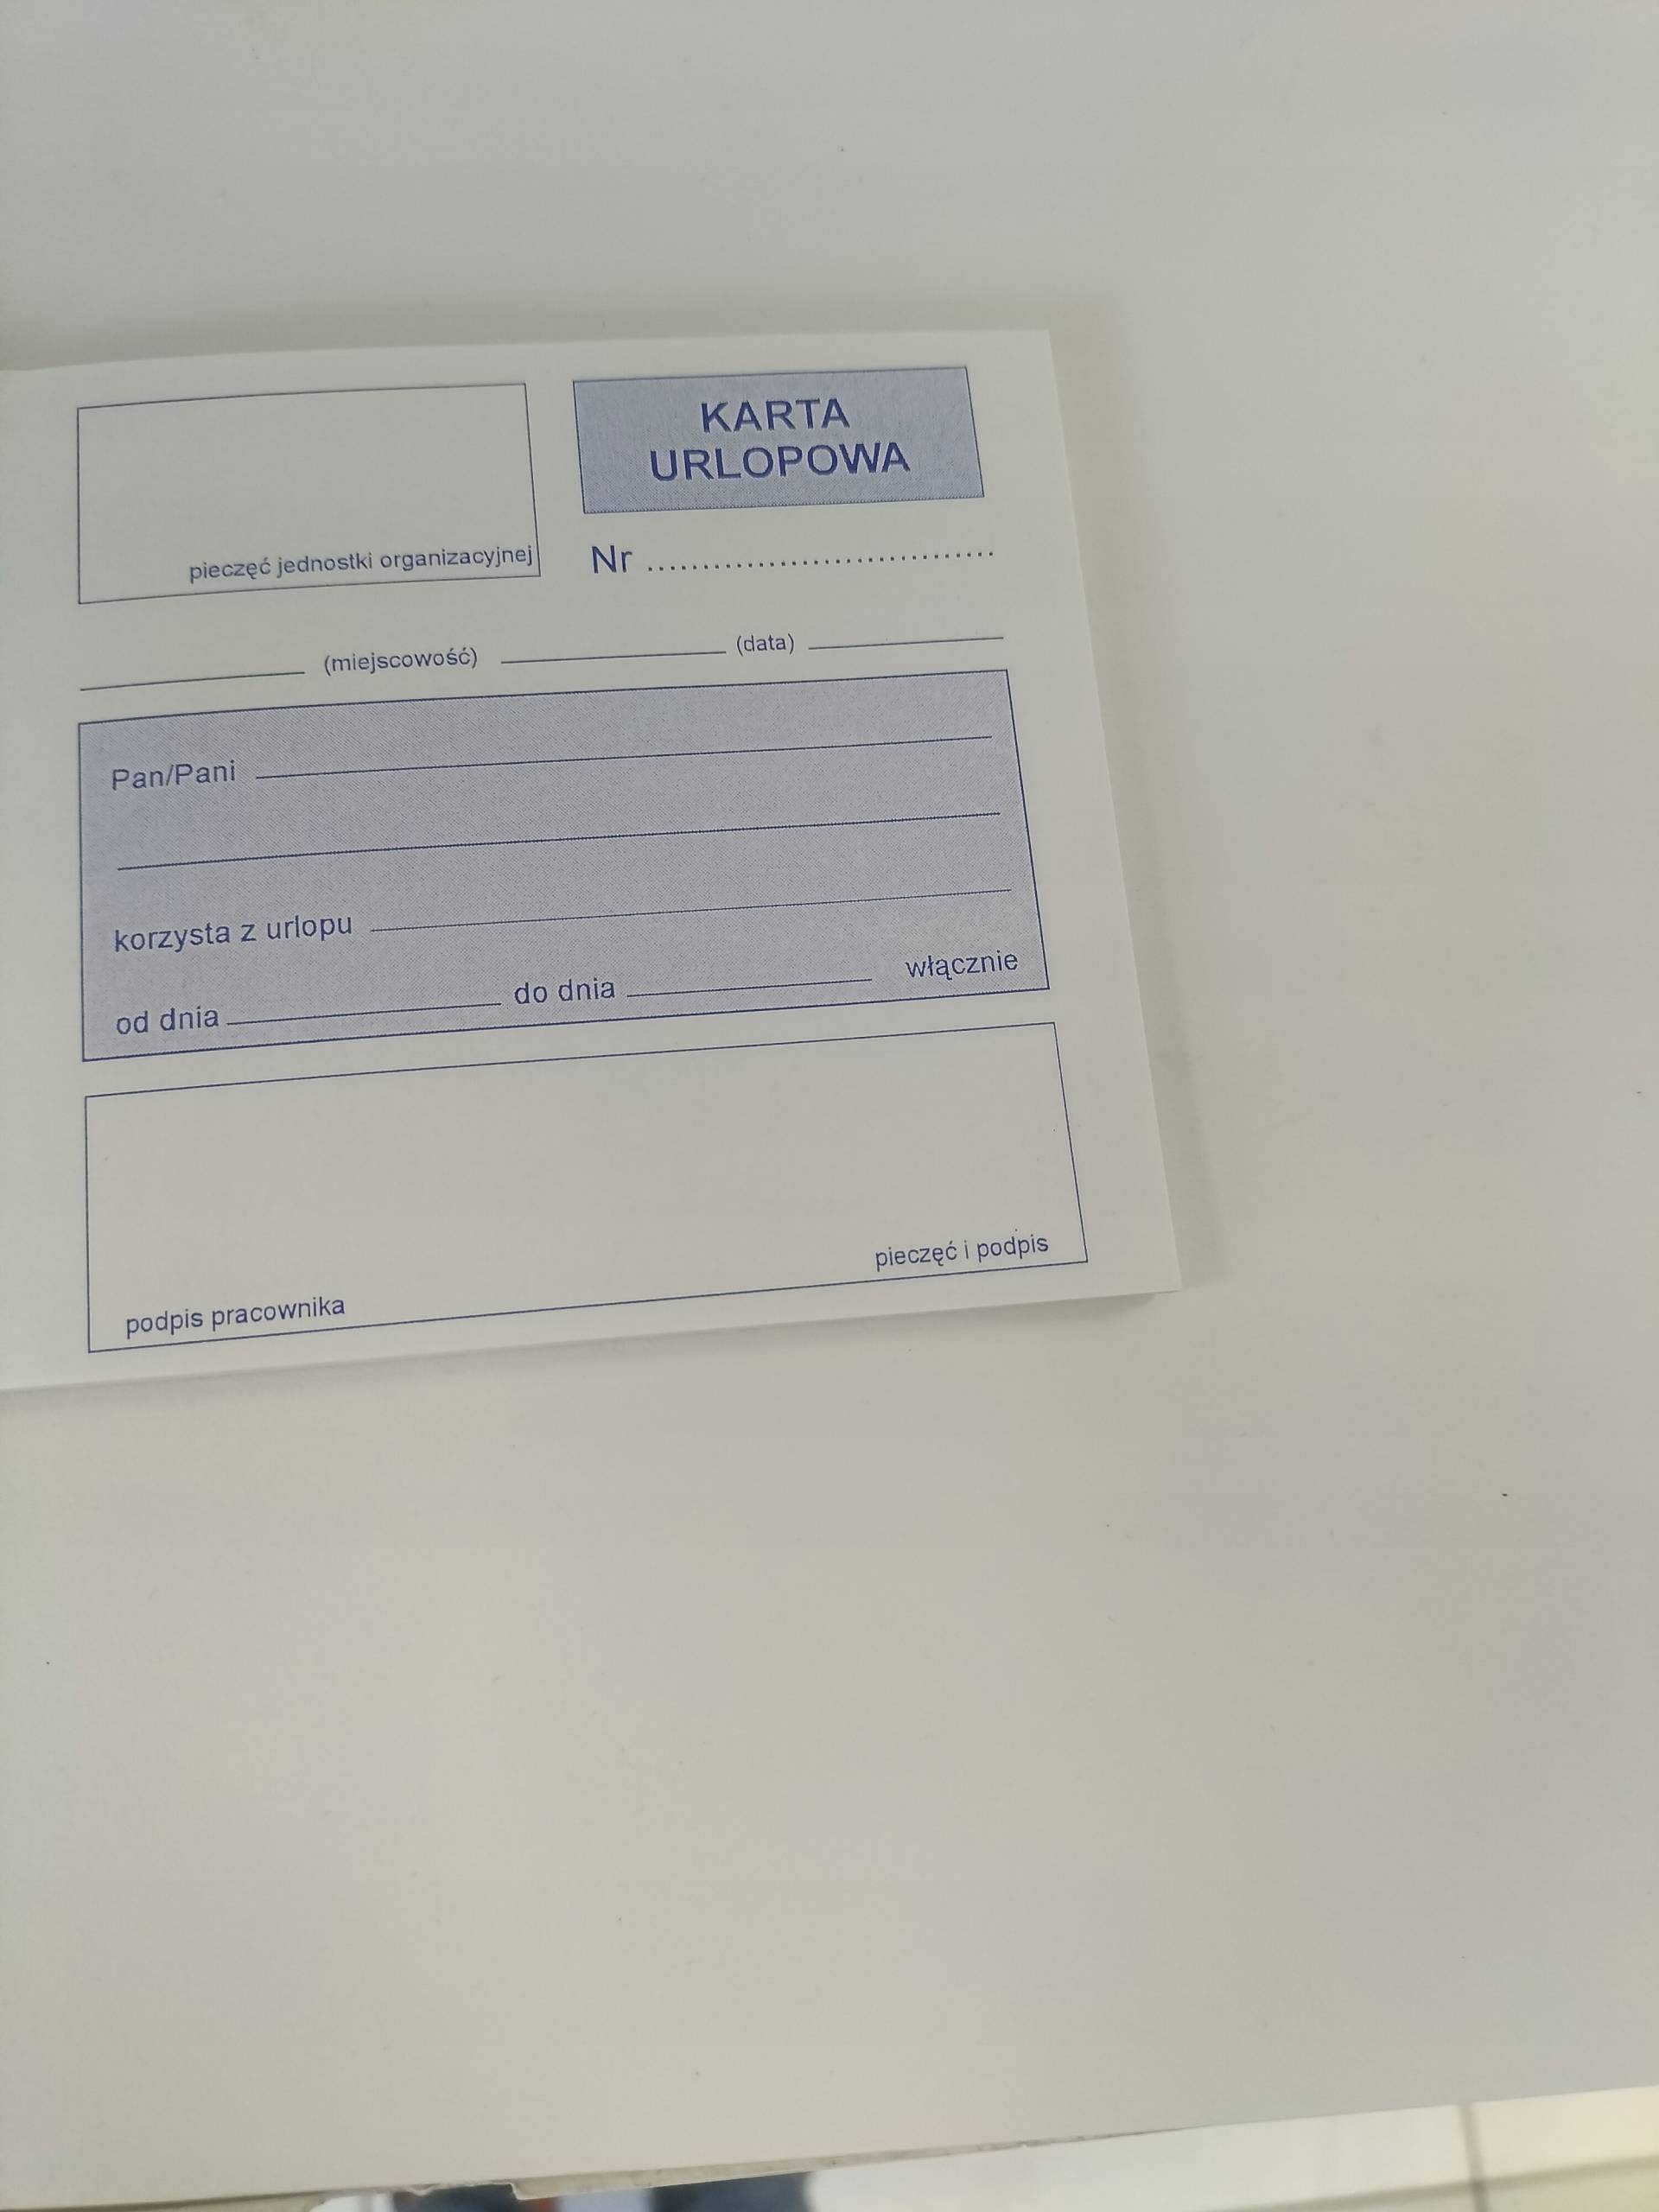 KARTA
URLOPOWA
pieczęć jednostki organizacyjnej
Nr ................................
(miejscowość) (data)
Pan/Pani
korzysta z urlopu
od dnia do dnia włącznie
podpis pracownika pieczęć i podpis